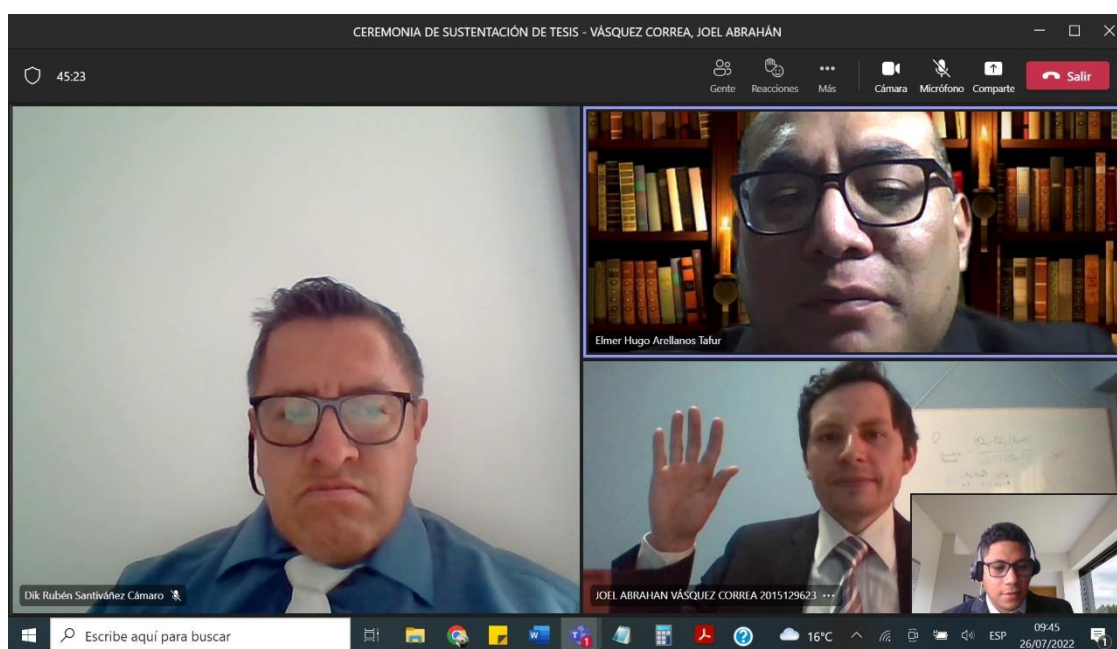 CEREMONIA DE SUSTENTACIÓN DE TESIS - VÁSQUEZ CORREA, JOEL ABRAHÁN
45:23
Gente
Reacciones
Más
Cámara
Micrófono
Comparte
Salir
Elmer Hugo Arellanos Tafur
Dik Rubén Santiváñez Cámaro
JOEL ABRAHAN VÁSQUEZ CORREA 2015129623 ...
Escribe aquí para buscar
16°C
ESP
09:45
26/07/2022